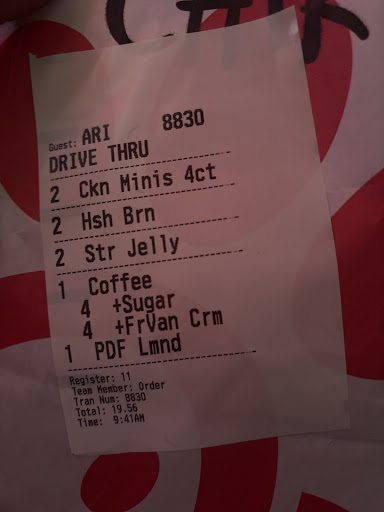 Guest: ARI 8830
DRIVE THRU
2 Ckn Minis 4ct
2 Hsh Brn
2 Str Jelly
1 Coffee
4 +Sugar
4 +FrVan Crm
1 PDF Lmnd
Register: 11
Team Member: Order
Tran Num: 8830
Total: 19.56
Time: 9:41AM